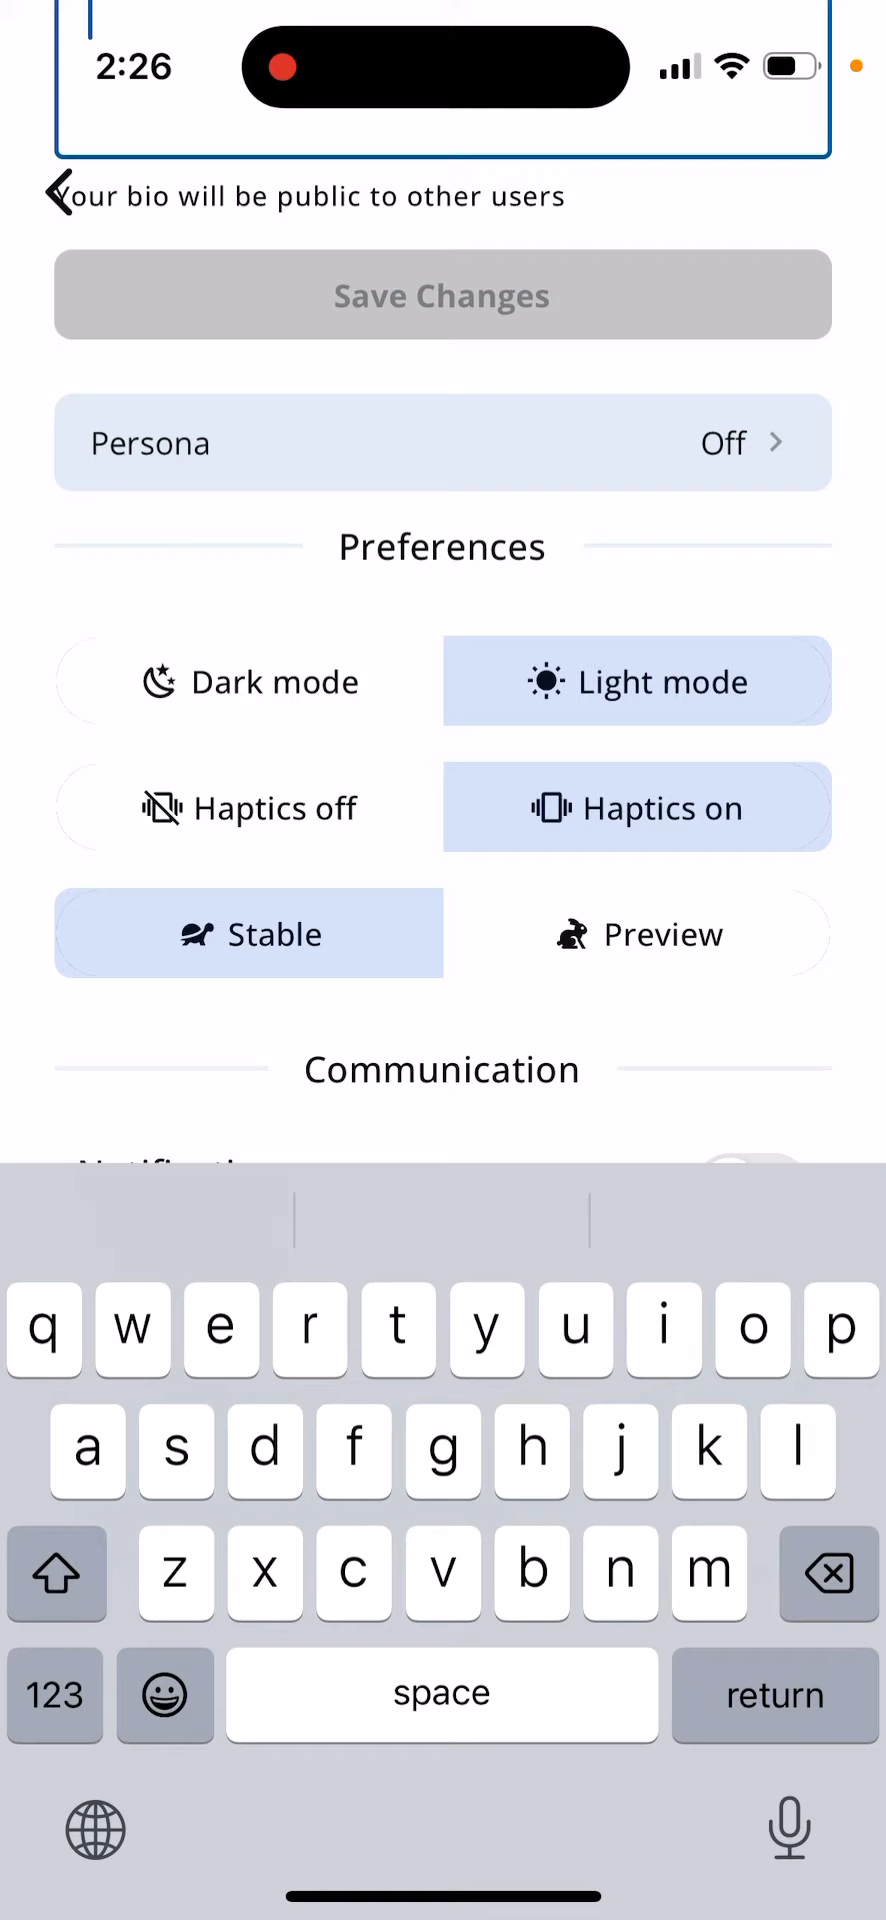 2:26
Your bio will be public to other users
Save Changes
Persona Off
Preferences
Dark mode Light mode
Haptics off Haptics on
Stable Preview
Communication
q w e r t y u i o p
a s d f g h j k l
z x c v b n m
123 space return